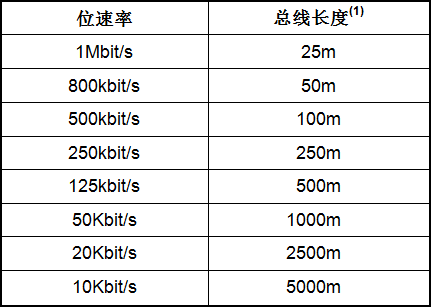 位速率 总线长度(1)
1Mbit/s 25m
800kbit/s 50m
500kbit/s 100m
250kbit/s 250m
125kbit/s 500m
50Kbit/s 1000m
20Kbit/s 2500m
10Kbit/s 5000m